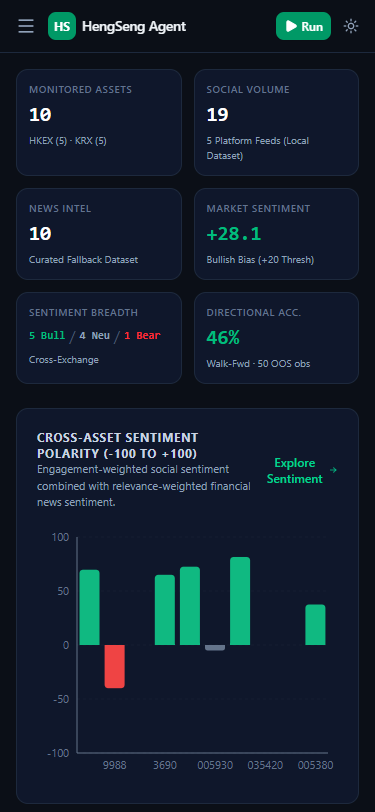 HS HengSeng Agent Run
MONITORED ASSETS
10
HKEX (5) · KRX (5)
SOCIAL VOLUME
19
5 Platform Feeds (Local
Dataset)
NEWS INTEL
10
Curated Fallback Dataset
MARKET SENTIMENT
+28.1
Bullish Bias (+20 Thresh)
SENTIMENT BREADTH
5 Bull / 4 Neu / 1 Bear
Cross-Exchange
DIRECTIONAL ACC.
46%
Walk-Fwd · 50 OOS obs
CROSS-ASSET SENTIMENT
POLARITY (-100 TO +100)
Engagement-weighted social sentiment
combined with relevance-weighted financial
news sentiment.
Explore
Sentiment →
100
50
0
-50
-100
9988 3690 005930 035420 005380